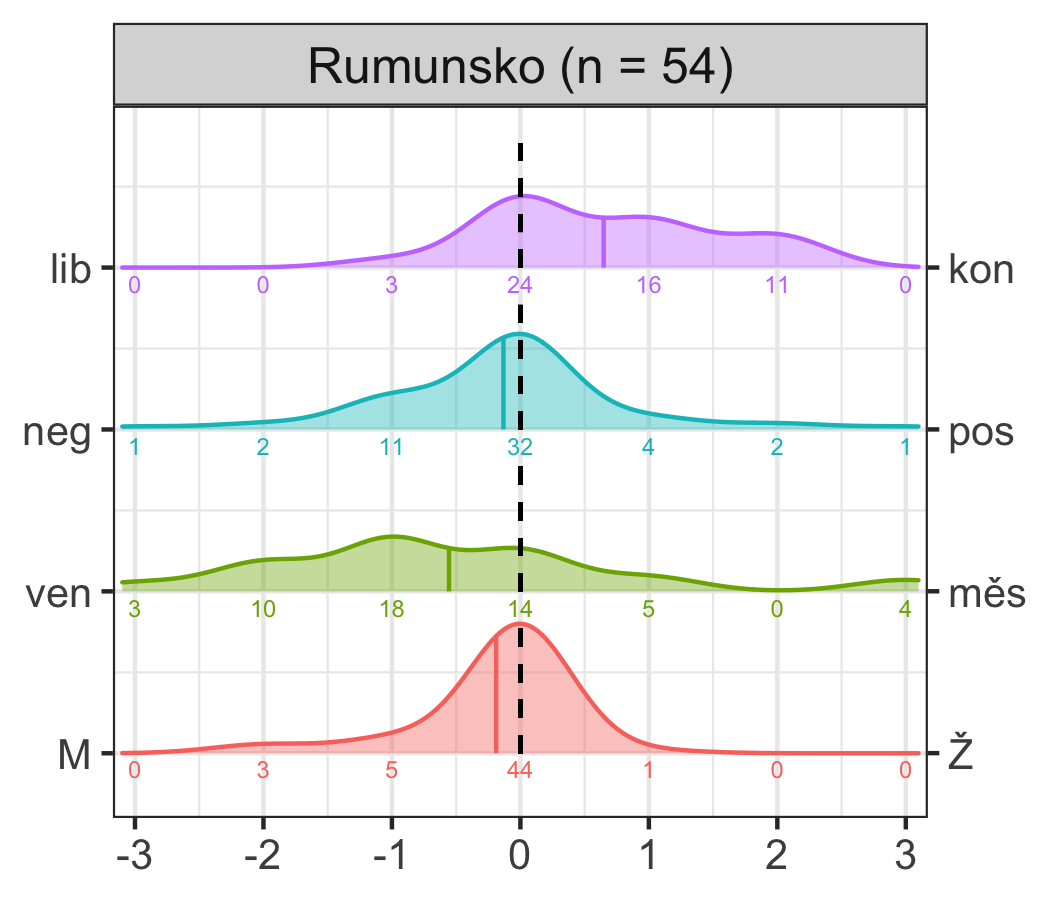 Rumunsko (n = 54)
lib kon
0 0 3 24 16 11 0
neg pos
1 2 11 32 4 2 1
ven měs
3 10 18 14 5 0 4
M Ž
0 3 5 44 1 0 0
-3 -2 -1 0 1 2 3